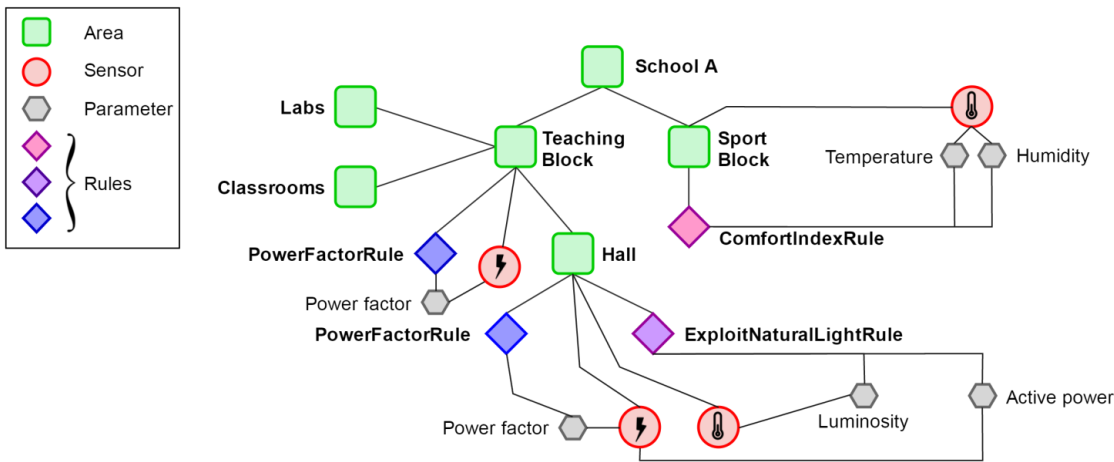 Area
Sensor
Parameter
Rules
School A
Labs
Teaching
Block
Sport
Block
Temperature
Humidity
Classrooms
ComfortIndexRule
PowerFactorRule
Hall
Power factor
PowerFactorRule
ExploitNaturalLightRule
Active power
Luminosity
Power factor